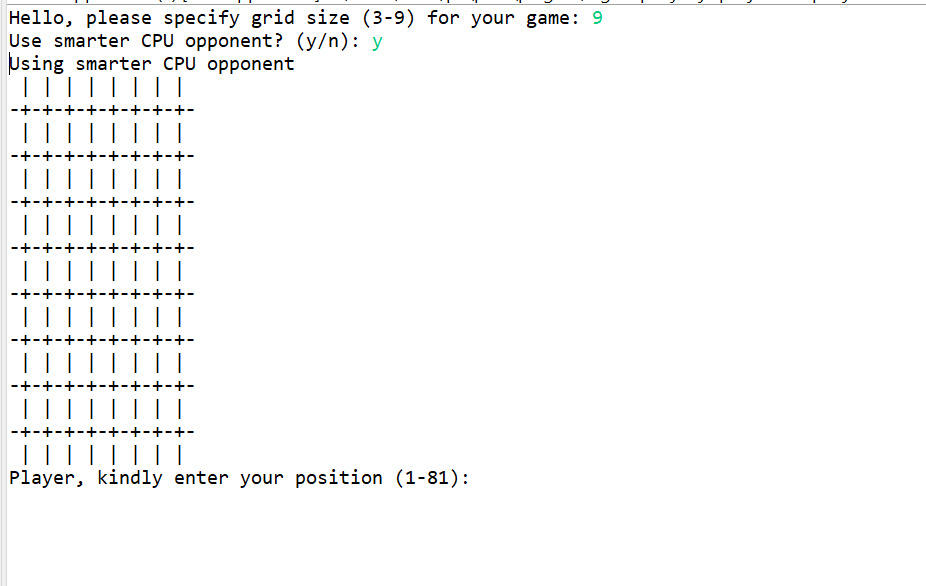 Hello, please specify grid size (3-9) for your game: 9
Use smarter CPU opponent? (y/n): y
Using smarter CPU opponent
 | | | | | | | | 
-+-+-+-+-+-+-+-+-
 | | | | | | | | 
-+-+-+-+-+-+-+-+-
 | | | | | | | | 
-+-+-+-+-+-+-+-+-
 | | | | | | | | 
-+-+-+-+-+-+-+-+-
 | | | | | | | | 
-+-+-+-+-+-+-+-+-
 | | | | | | | | 
-+-+-+-+-+-+-+-+-
 | | | | | | | | 
-+-+-+-+-+-+-+-+-
 | | | | | | | | 
-+-+-+-+-+-+-+-+-
 | | | | | | | | 
Player, kindly enter your position (1-81):